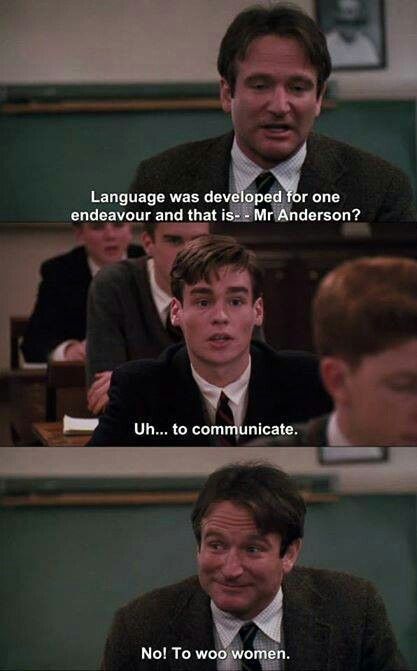 Language was developed for one
endeavour and that is- - Mr Anderson?
Uh... to communicate.
No! To woo women.